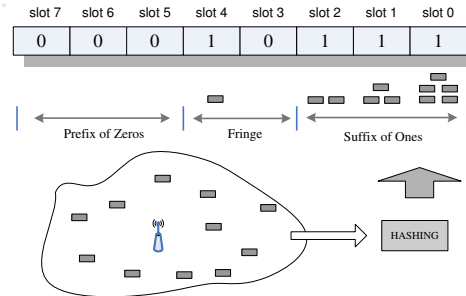 slot 7 slot 6 slot 5 slot 4 slot 3 slot 2 slot 1 slot 0
0 0 0 1 0 1 1 1
Prefix of Zeros Fringe Suffix of Ones
HASHING